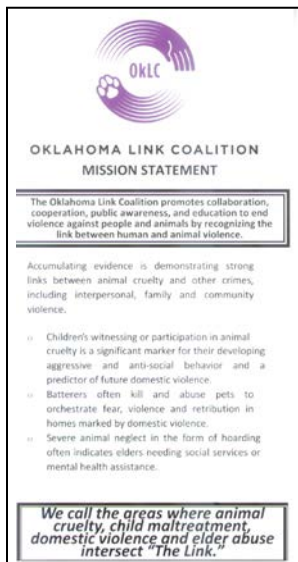 OkLC
OKLAHOMA LINK COALITION
MISSION STATEMENT
The Oklahoma Link Coalition promotes collaboration,
cooperation, public awareness, and education to end
violence against people and animals by recognizing the
link between human and animal violence.
Accumulating evidence is demonstrating strong
links between animal cruelty and other crimes,
including interpersonal, family and community
violence.
o Children's witnessing or participation in animal
cruelty is a significant marker for their developing
aggressive and anti-social behavior and a
predictor of future domestic violence.
o Batterers often kill and abuse pets to
orchestrate fear, violence and retribution in
homes marked by domestic violence.
o Severe animal neglect in the form of hoarding
often indicates elders needing social services or
mental health assistance.
We call the areas where animal
cruelty, child maltreatment,
domestic violence and elder abuse
intersect "The Link."